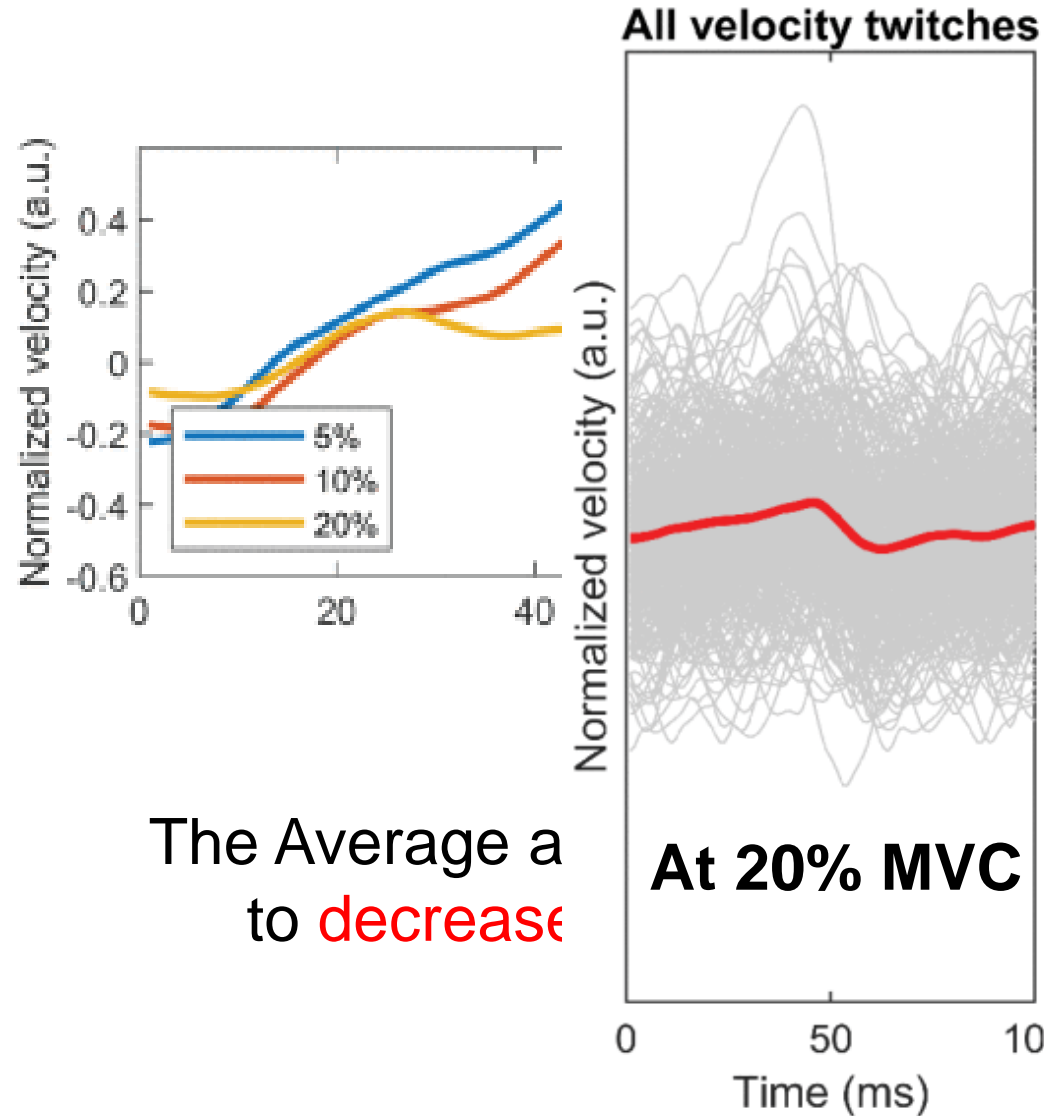 Normalized velocity (a.u.)
0.4
0.2
0
-0.2
-0.4
-0.6
0
20
40
5%
10%
20%
The Average a
to decrease
All velocity twitches
Normalized velocity (a.u.)
At 20% MVC
0
50
10
Time (ms)